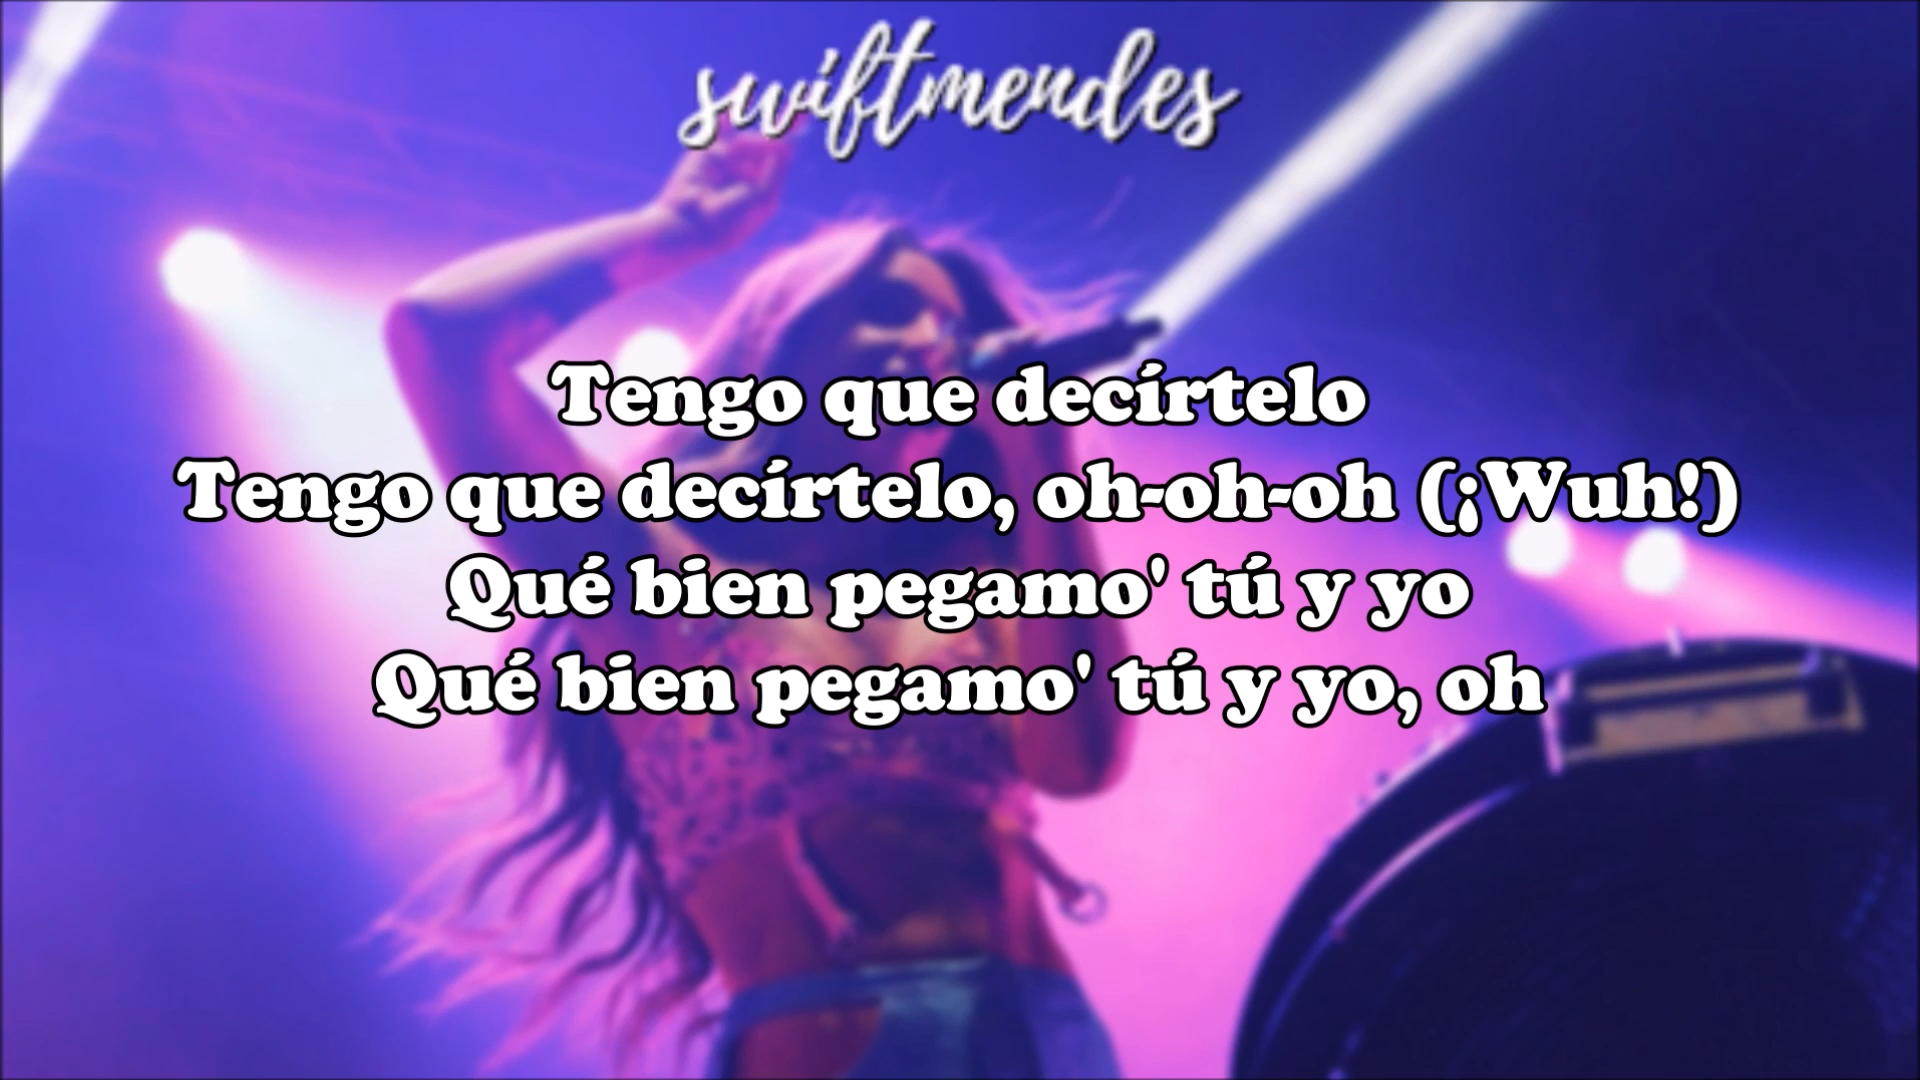 swiftmendes
Tengo que decírtelo
Tengo que decírtelo, oh-oh-oh (¡Wuh!)
Qué bien pegamo' tú y yo
Qué bien pegamo' tú y yo, oh